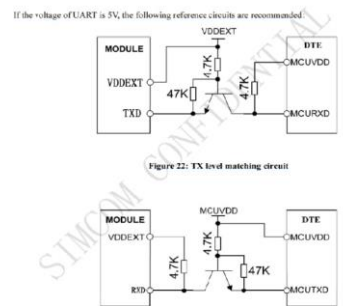 If the voltage of UART is 5V, the following reference circuits are recommended.
VDDEXT
MODULE
DTE
4.7K
4.7K
MCUVDD
VDDEXT
47K
TXD
MCURXD
Figure 22: TX level matching circuit
MCUVDD
MODULE
DTE
VDDEXT
4.7K
MCUVDD
4.7K
47K
RXD
MCUTXD
SIMCOM CONFIDENTIAL